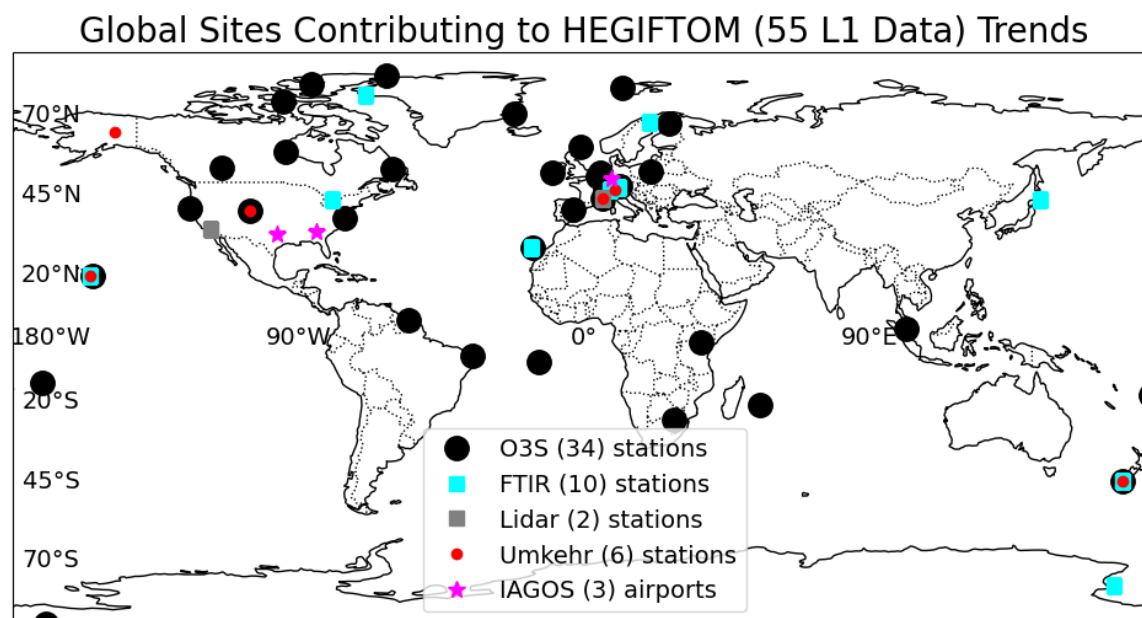 Global Sites Contributing to HEGIFTOM (55 L1 Data) Trends
70°N
45°N
20°N
180°W 90°W 0° 90°E
20°S
45°S
70°S
O3S (34) stations
FTIR (10) stations
Lidar (2) stations
Umkehr (6) stations
IAGOS (3) airports